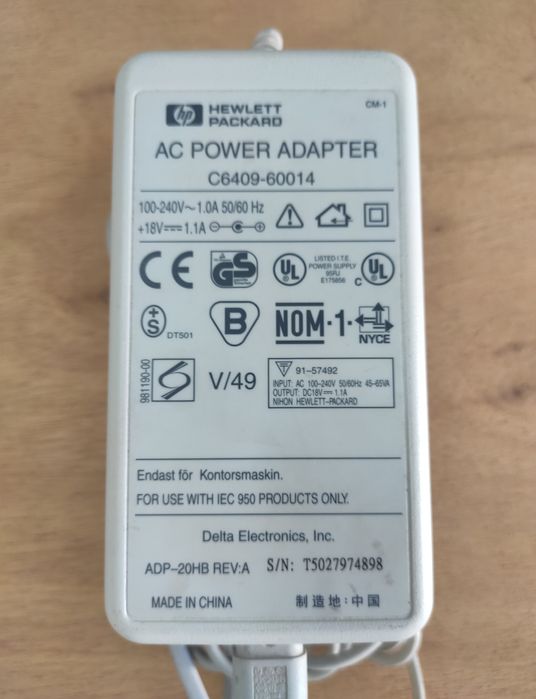 hp HEWLETT
PACKARD
CM-1
AC POWER ADAPTER
C6409-60014
100-240V~ 1.0A 50/60 Hz
+18V⎓1.1A
CE
GS
UL
LISTED I.T.E.
POWER SUPPLY
95PJ
E175856
C UL
+S
DT501
B
NOM·1·
NYCE
981190-00
V/49
T 91-57492
INPUT: AC 100-240V 50/60Hz 45-65VA
OUTPUT: DC18V⎓ 1.1A
NIHON HEWLETT-PACKARD
Endast för Kontorsmaskin.
FOR USE WITH IEC 950 PRODUCTS ONLY.
Delta Electronics, Inc.
ADP-20HB REV:A S/N: T5027974898
MADE IN CHINA 制造地:中国